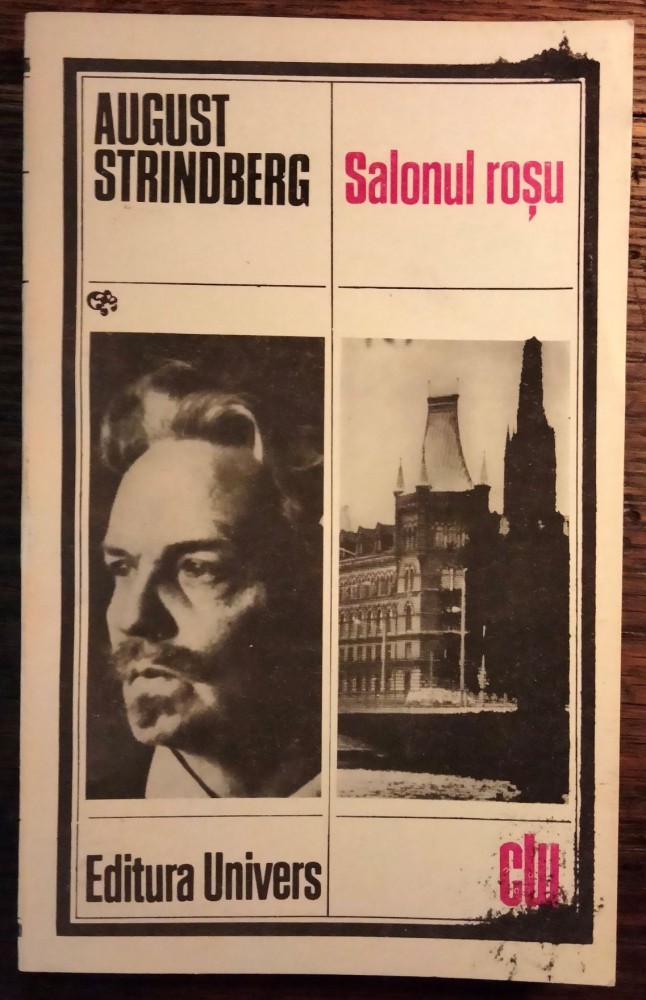 AUGUST
STRINDBERG
Salonul roșu
Editura Univers
clu